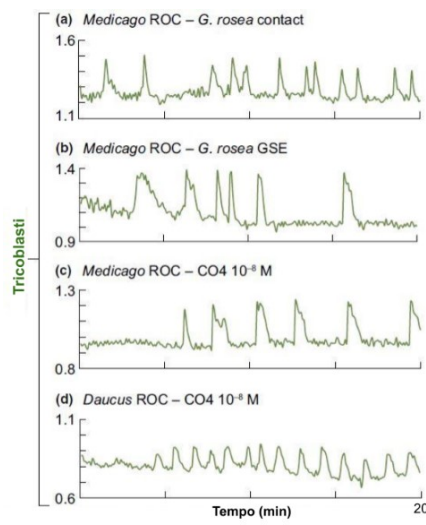 (a) Medicago ROC – G. rosea contact
1.6
1.1
(b) Medicago ROC – G. rosea GSE
1.4
0.9
Tricoblasti
(c) Medicago ROC – CO4 10⁻⁸ M
1.3
0.8
(d) Daucus ROC – CO4 10⁻⁸ M
1.1
0.6
Tempo (min)
20